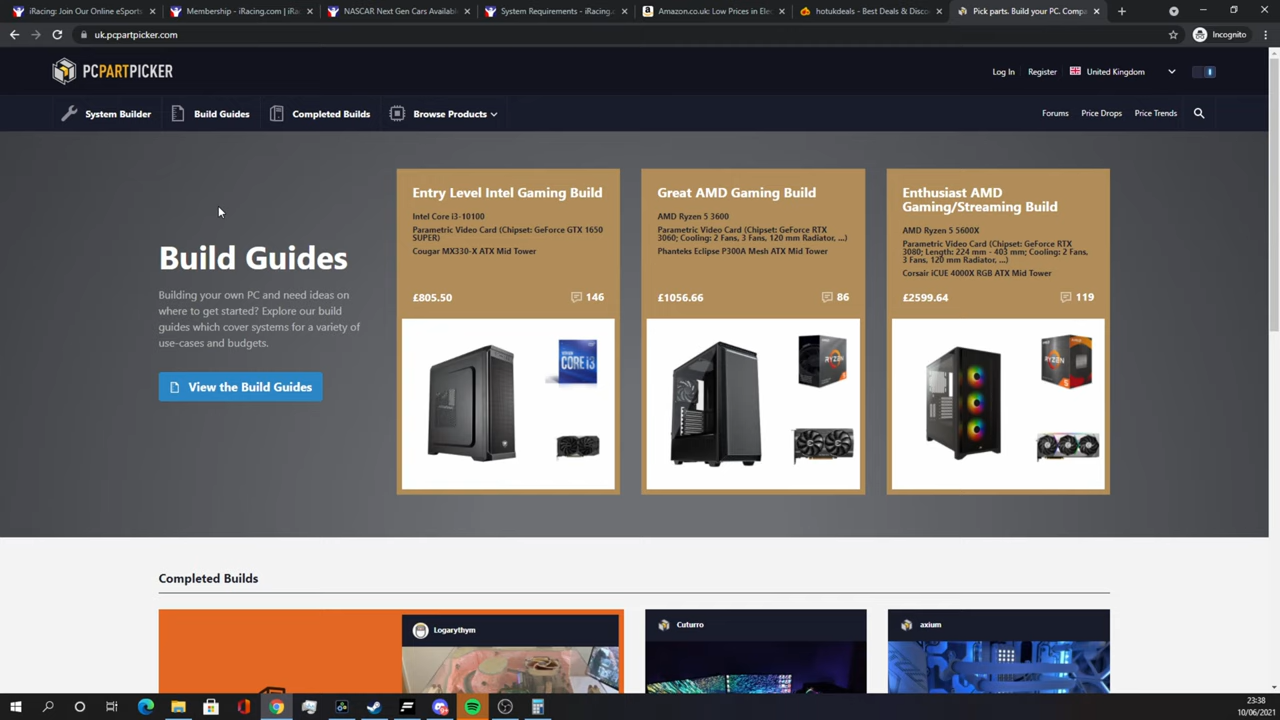 iRacing: Join Our Online eSports
Membership - iRacing.com | iRa
NASCAR Next Gen Cars Availabl
System Requirements - iRacing.
Amazon.co.uk: Low Prices in Ele
hotukdeals - Best Deals & Disco
Pick parts. Build your PC. Compa
uk.pcpartpicker.com
Incognito
PCPARTPICKER
Log In
Register
United Kingdom
System Builder
Build Guides
Completed Builds
Browse Products
Forums
Price Drops
Price Trends
Build Guides
Building your own PC and need ideas on
where to get started? Explore our build
guides which cover systems for a variety of
use-cases and budgets.
View the Build Guides
Entry Level Intel Gaming Build
Intel Core i3-10100
Parametric Video Card (Chipset: GeForce GTX 1650
SUPER)
Cougar MX330-X ATX Mid Tower
£805.50
146
CORE i3
Great AMD Gaming Build
AMD Ryzen 5 3600
Parametric Video Card (Chipset: GeForce RTX
3060; Cooling: 2 Fans, 3 Fans, 120 mm Radiator, ...)
Phanteks Eclipse P300A Mesh ATX Mid Tower
£1056.66
86
RYZEN
Enthusiast AMD
Gaming/Streaming Build
AMD Ryzen 5 5600X
Parametric Video Card (Chipset: GeForce RTX
3080; Length: 224 mm - 403 mm; Cooling: 2 Fans,
3 Fans, 120 mm Radiator, ...)
Corsair iCUE 4000X RGB ATX Mid Tower
£2599.64
119
RYZEN
Completed Builds
Logarythym
Cuturro
axium
23:38
10/06/2021